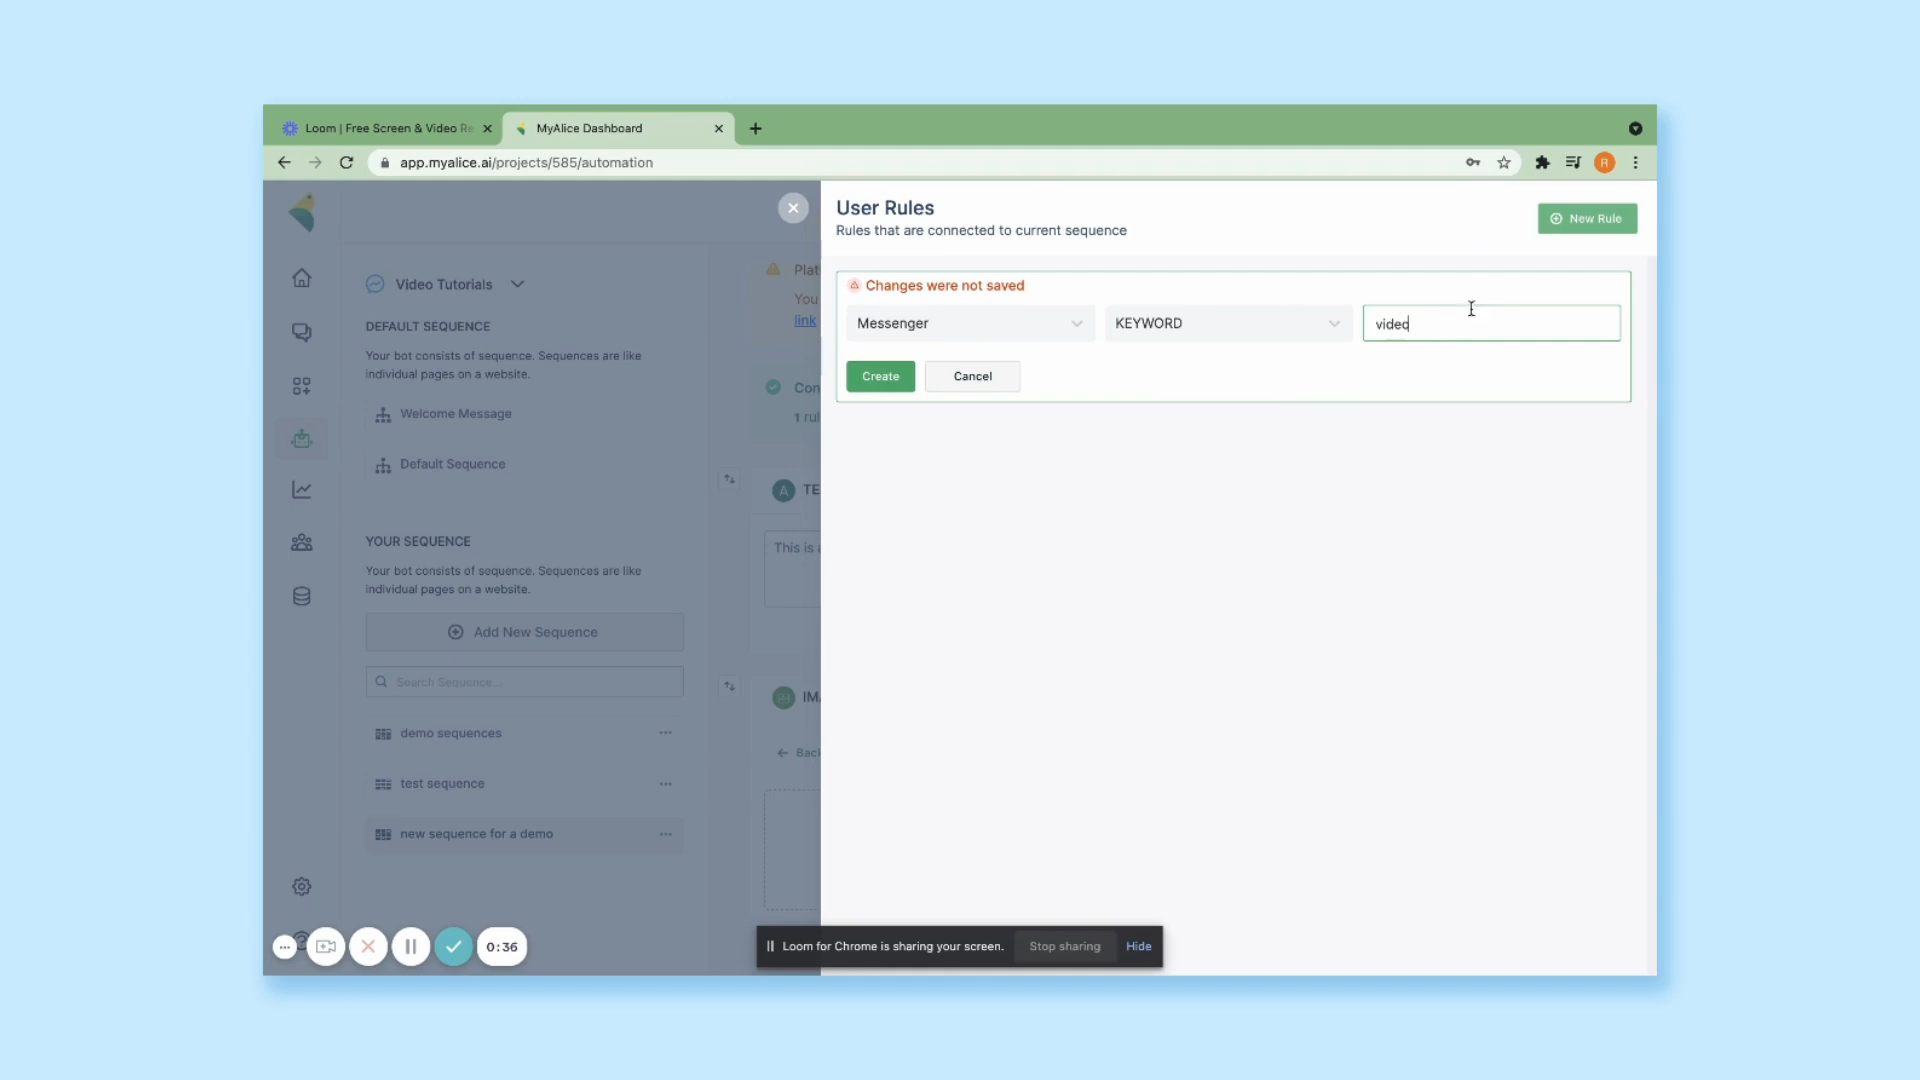 Loom | Free Screen & Video Re
MyAlice Dashboard
app.myalice.ai/projects/585/automation
R
User Rules
Rules that are connected to current sequence
New Rule
Changes were not saved
Messenger
KEYWORD
video
Create
Cancel
Video Tutorials
DEFAULT SEQUENCE
Your bot consists of sequence. Sequences are like
individual pages on a website.
Welcome Message
Default Sequence
YOUR SEQUENCE
Your bot consists of sequence. Sequences are like
individual pages on a website.
Add New Sequence
Search Sequence...
demo sequences
test sequence
new sequence for a demo
Plat
You
link
Con
1 rul
A TE
This is a
IMA
Back
0:36
Loom for Chrome is sharing your screen.
Stop sharing
Hide